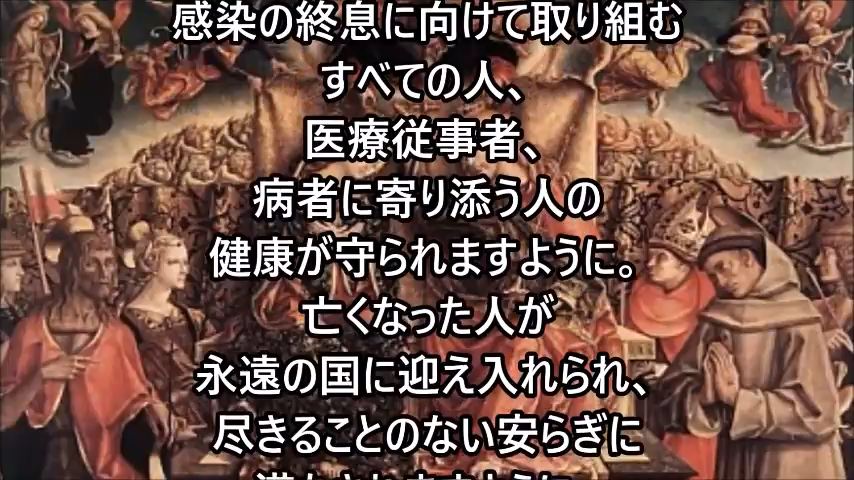 感染の終息に向けて取り組む
すべての人、
医療従事者、
病者に寄り添う人の
健康が守られますように。
亡くなった人が
永遠の国に迎え入れられ、
尽きることのない安らぎに